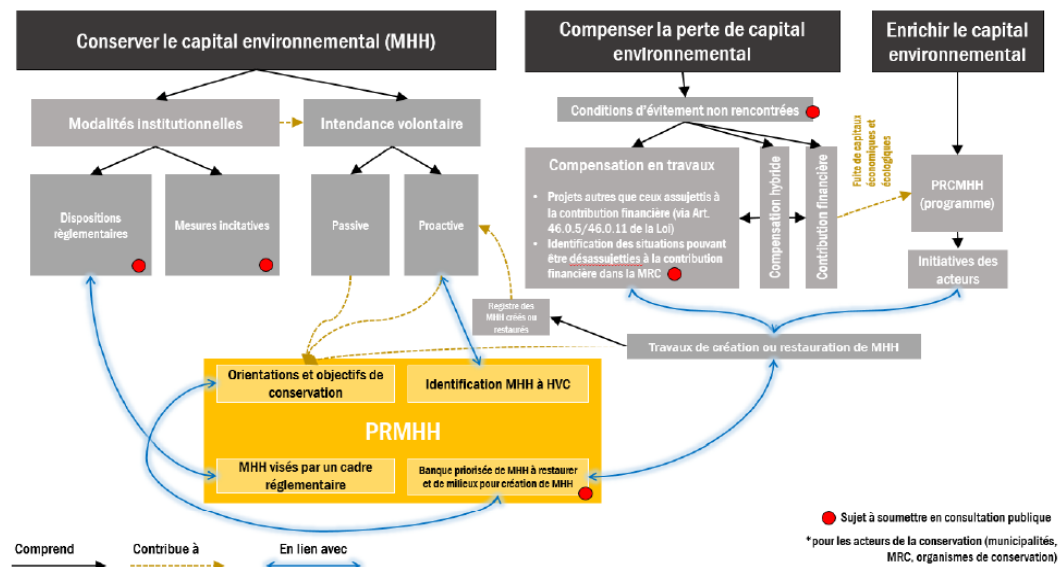 Conserver le capital environnemental (MHH)
Compenser la perte de capital
environnemental
Enrichir le capital
environnemental
Modalités institutionnelles
Intendance volontaire
Conditions d'évitement non rencontrées
Dispositions
règlementaires
Mesures incitatives
Passive
Proactive
Compensation en travaux
• Projets autres que ceux assujettis à
la contribution financière (via Art.
46.0.5/46.0.11 de la Loi)
• Identification des situations pouvant
être désassujetties à la contribution
financière dans la MRC
Compensation hybride
Contribution financière
Fuite de capitaux
économiques et
écologiques
PRCMHH
(programme)
Initiatives des
acteurs
Registre des
MHH créés ou
restaurés
Travaux de création ou restauration de MHH
Orientations et objectifs de
conservation
Identification MHH à HVC
PRMHH
MHH visés par un cadre
réglementaire
Banque priorisée de MHH à restaurer
et de milieux pour création de MHH
Sujet à soumettre en consultation publique
*pour les acteurs de la conservation (municipalités,
MRC, organismes de conservation)
Comprend
Contribue à
En lien avec